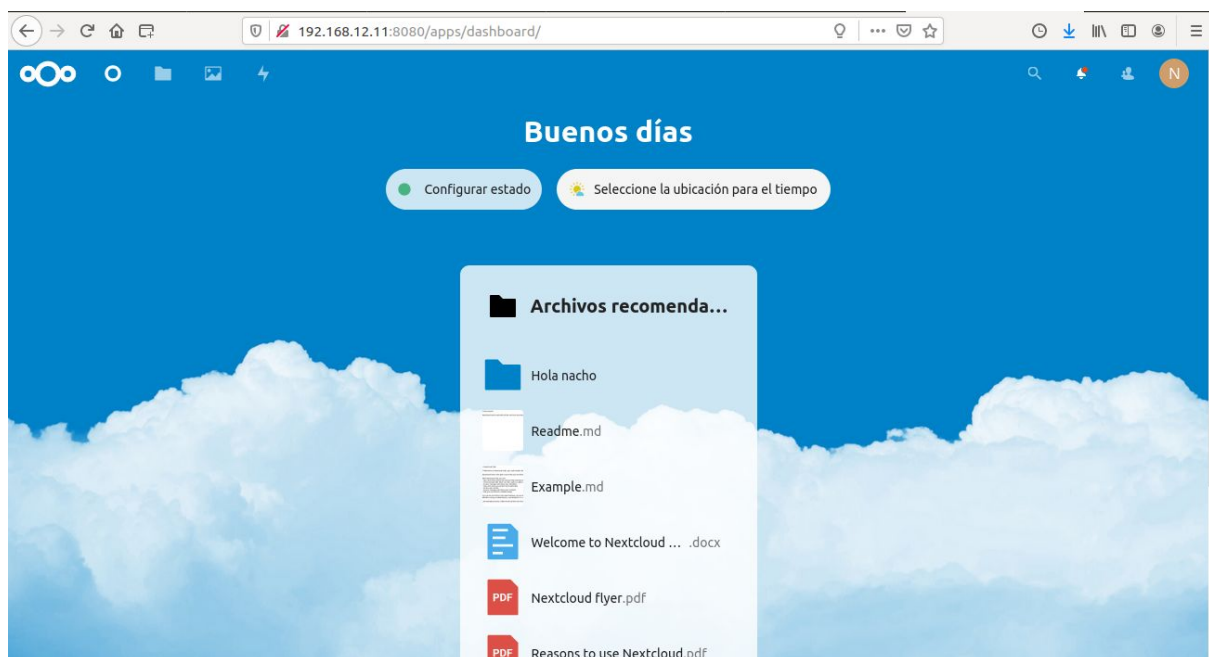 192.168.12.11:8080/apps/dashboard/
N
Buenos días
Configurar estado
Seleccione la ubicación para el tiempo
Archivos recomenda...
Hola nacho
Readme.md
Example.md
Welcome to Nextcloud ... .docx
PDF Nextcloud flyer.pdf
PDF Reasons to use Nextcloud.pdf